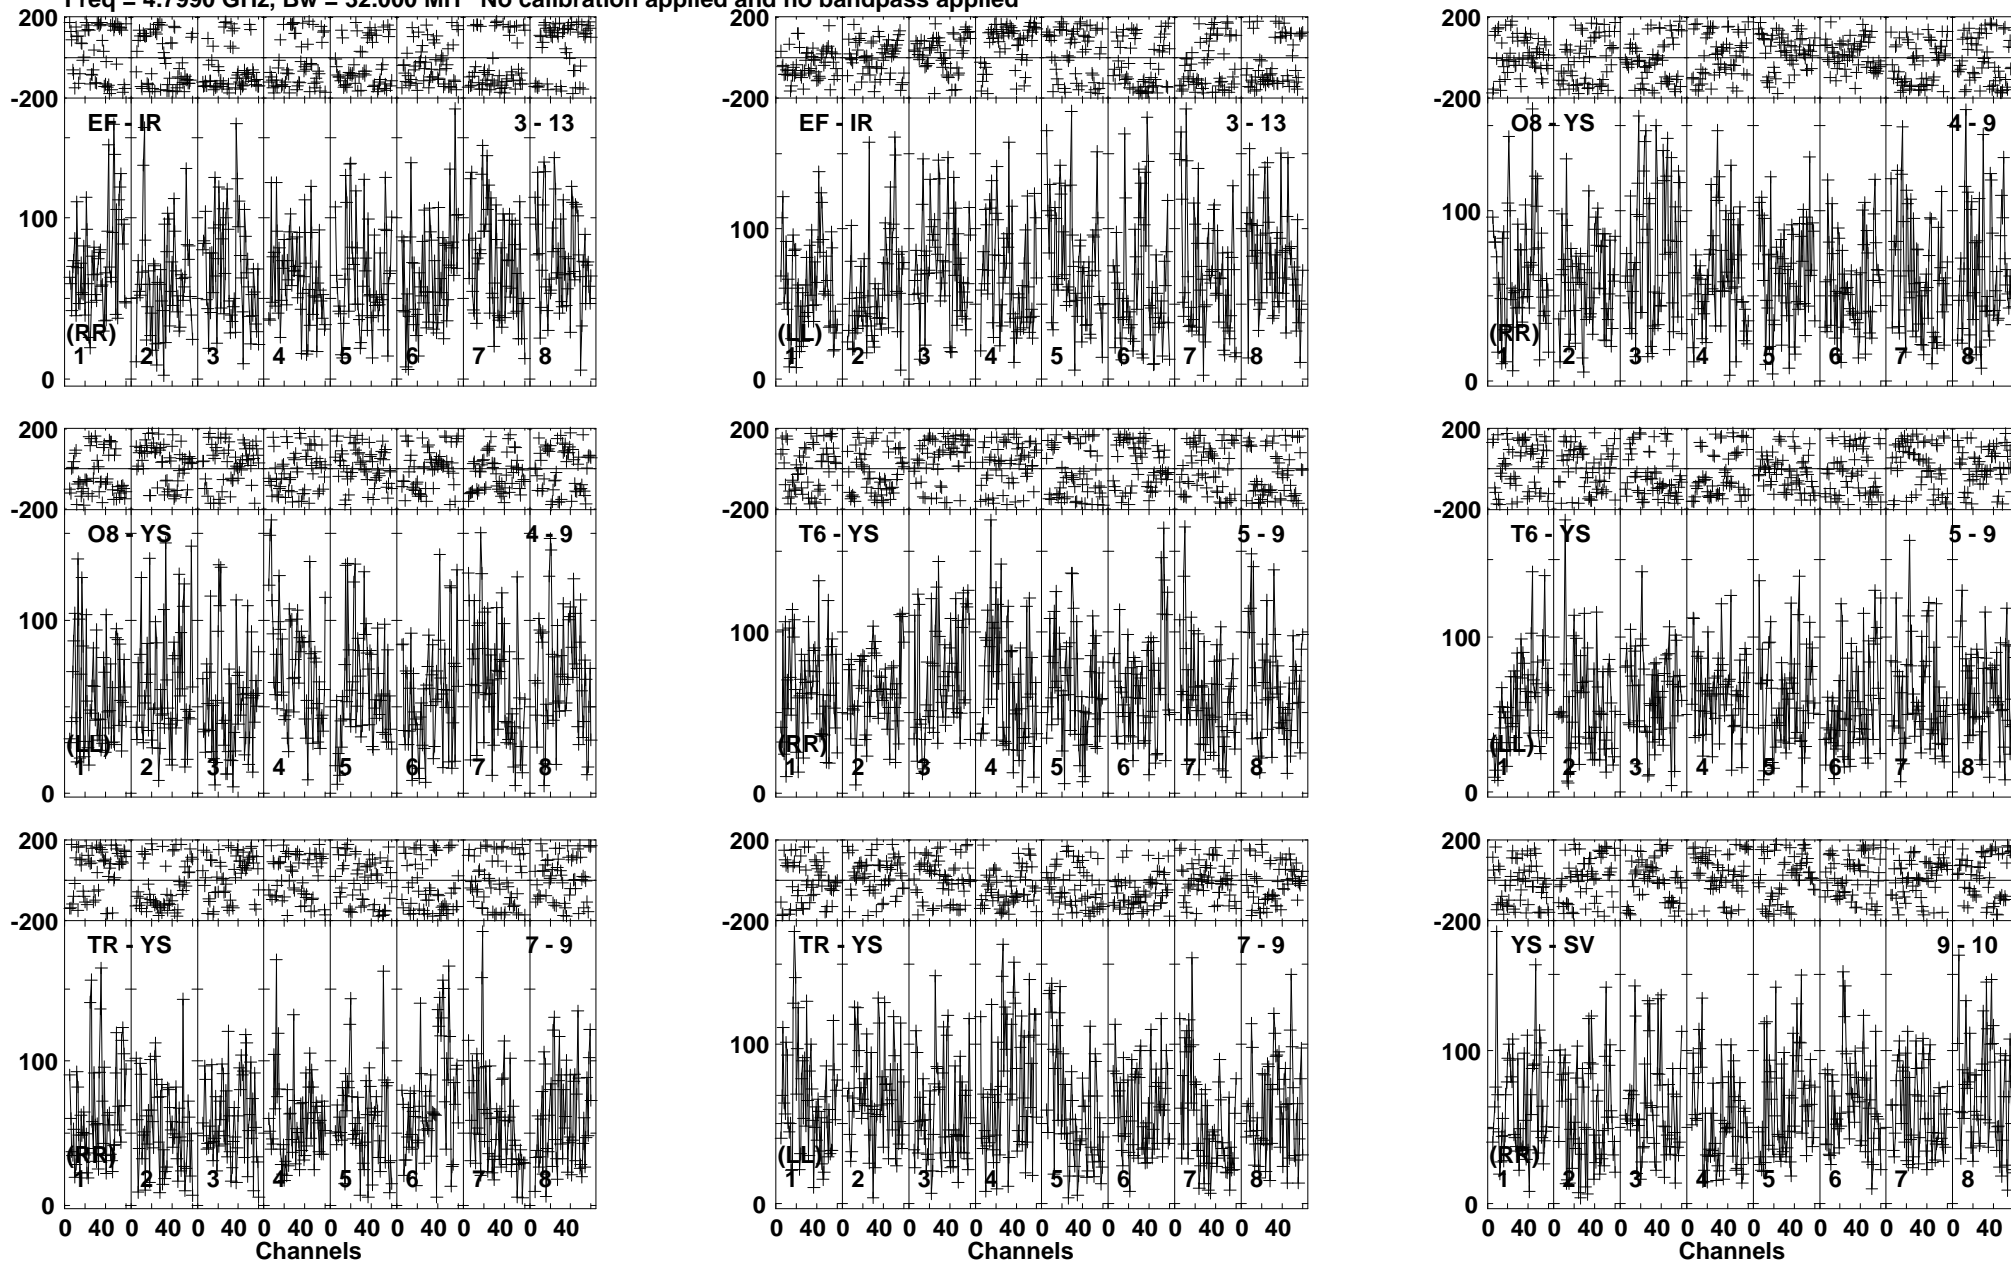 Freq = 4.7990 GHz, Bw = 32.000 MH No calibration applied and no bandpass applied
200 200 200
-200 -200 -200
EF - IR 3 - 13 EF - IR 3 - 13 O8 - YS 4 - 9
100 100 100
(RR) (LL) (RR)
1 2 3 4 5 6 7 8 1 2 3 4 5 6 7 8 1 2 3 4 5 6 7 8
0 0 0
200 200 200
-200 -200 -200
O8 - YS 4 - 9 T6 - YS 5 - 9 T6 - YS 5 - 9
100 100 100
(LL) (RR) (LL)
1 2 3 4 5 6 7 8 1 2 3 4 5 6 7 8 1 2 3 4 5 6 7 8
0 0 0
200 200 200
-200 -200 -200
TR - YS 7 - 9 TR - YS 7 - 9 YS - SV 9 - 10
100 100 100
(RR) (LL) (RR)
1 2 3 4 5 6 7 8 1 2 3 4 5 6 7 8 1 2 3 4 5 6 7 8
0 0 0
0 40 0 40 0 40 0 40 0 40 0 40 0 40 0 40 0 40 0 40 0 40 0 40 0 40 0 40 0 40 0 40 0 40 0 40 0 40 0 40 0 40 0 40 0 40 0 40
Channels Channels Channels